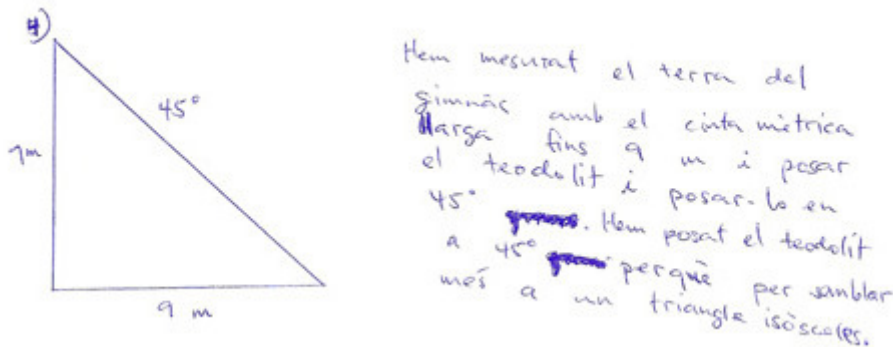 4)
45°
9m
9 m
Hem mesurat el terra del
gimnàs amb el cinta mètrica
llarga fins 9 m i posar
el teodolit i posar-lo en
45° . Hem posat el teodolit
a 45° perquè per semblar
més a un triangle isòsceles.